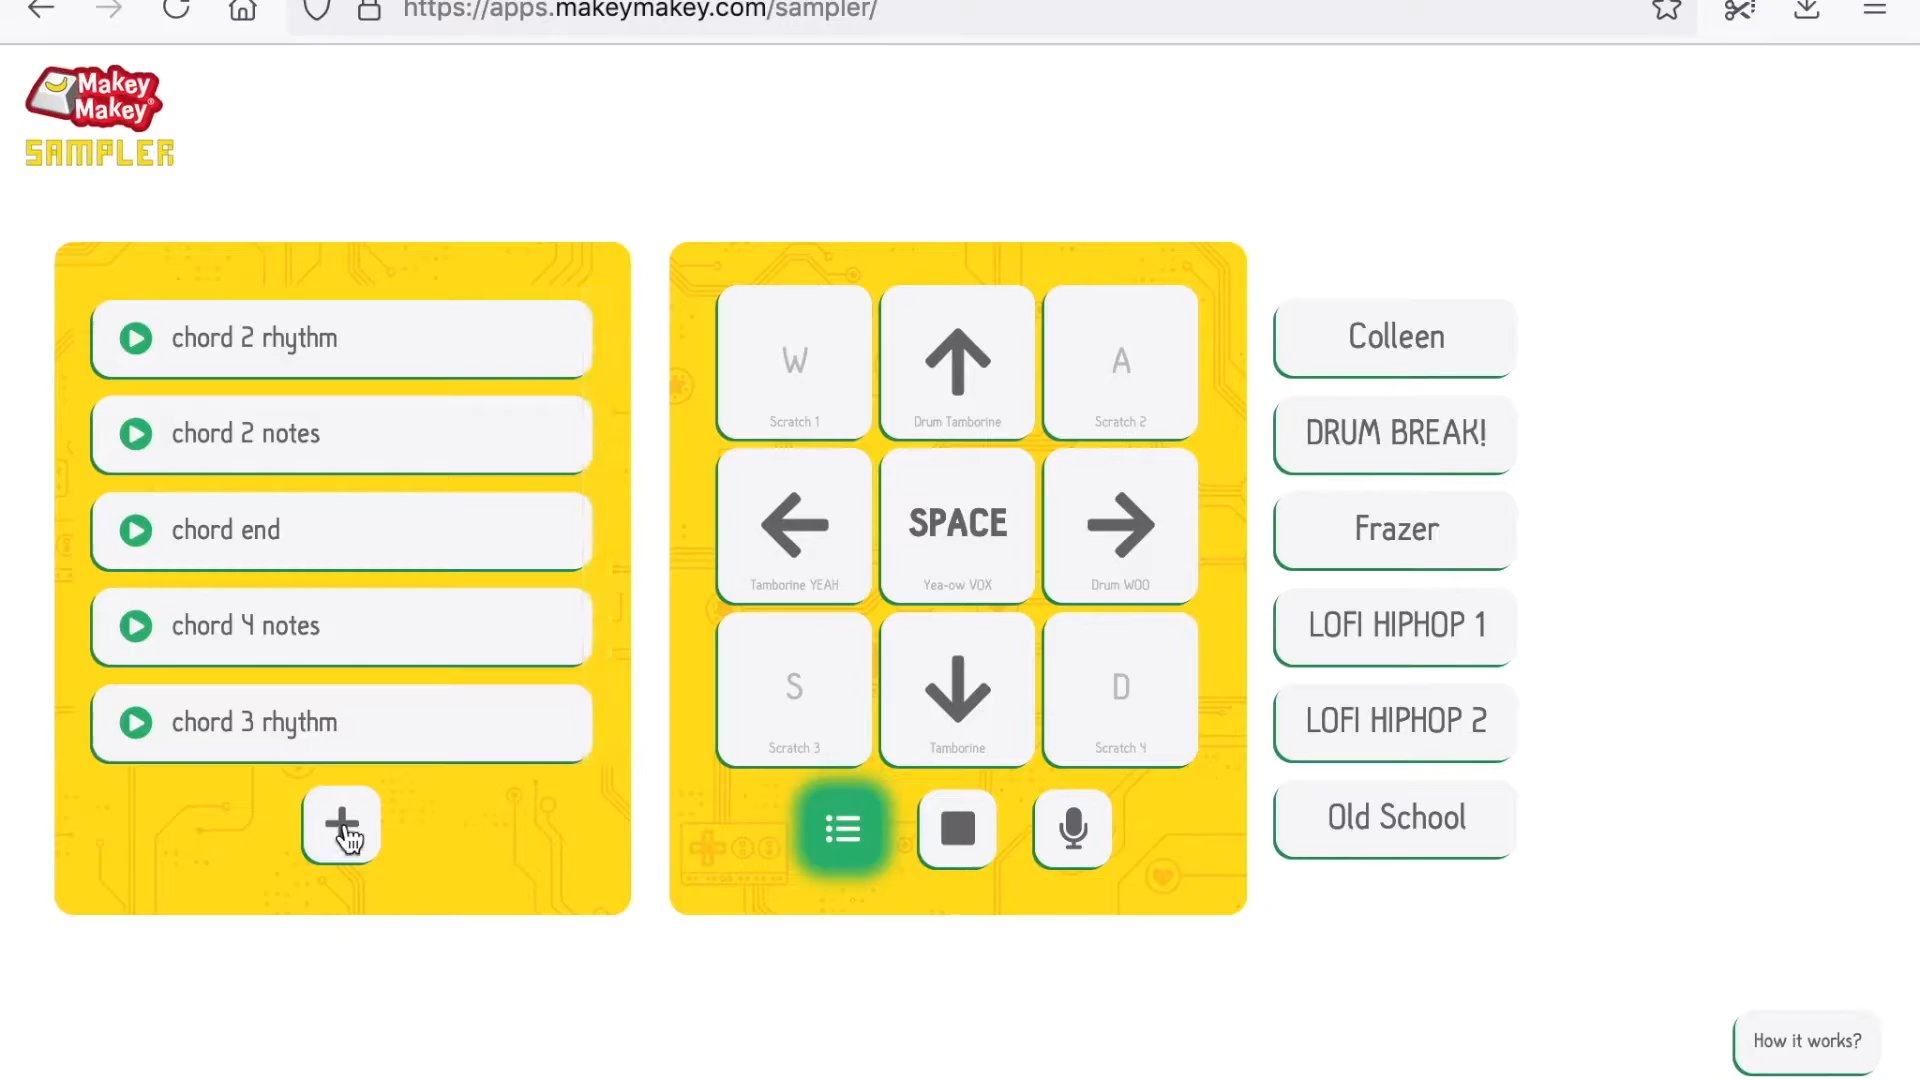 https://apps.makeymakey.com/sampler/
Makey
Makey®
SAMPLER
chord 2 rhythm
chord 2 notes
chord end
chord 4 notes
chord 3 rhythm
W
Scratch 1
Drum Tamborine
A
Scratch 2
Tamborine YEAH
SPACE
Yea-ow VOX
Drum WOO
S
Scratch 3
Tamborine
D
Scratch 4
Colleen
DRUM BREAK!
Frazer
LOFI HIPHOP 1
LOFI HIPHOP 2
Old School
How it works?